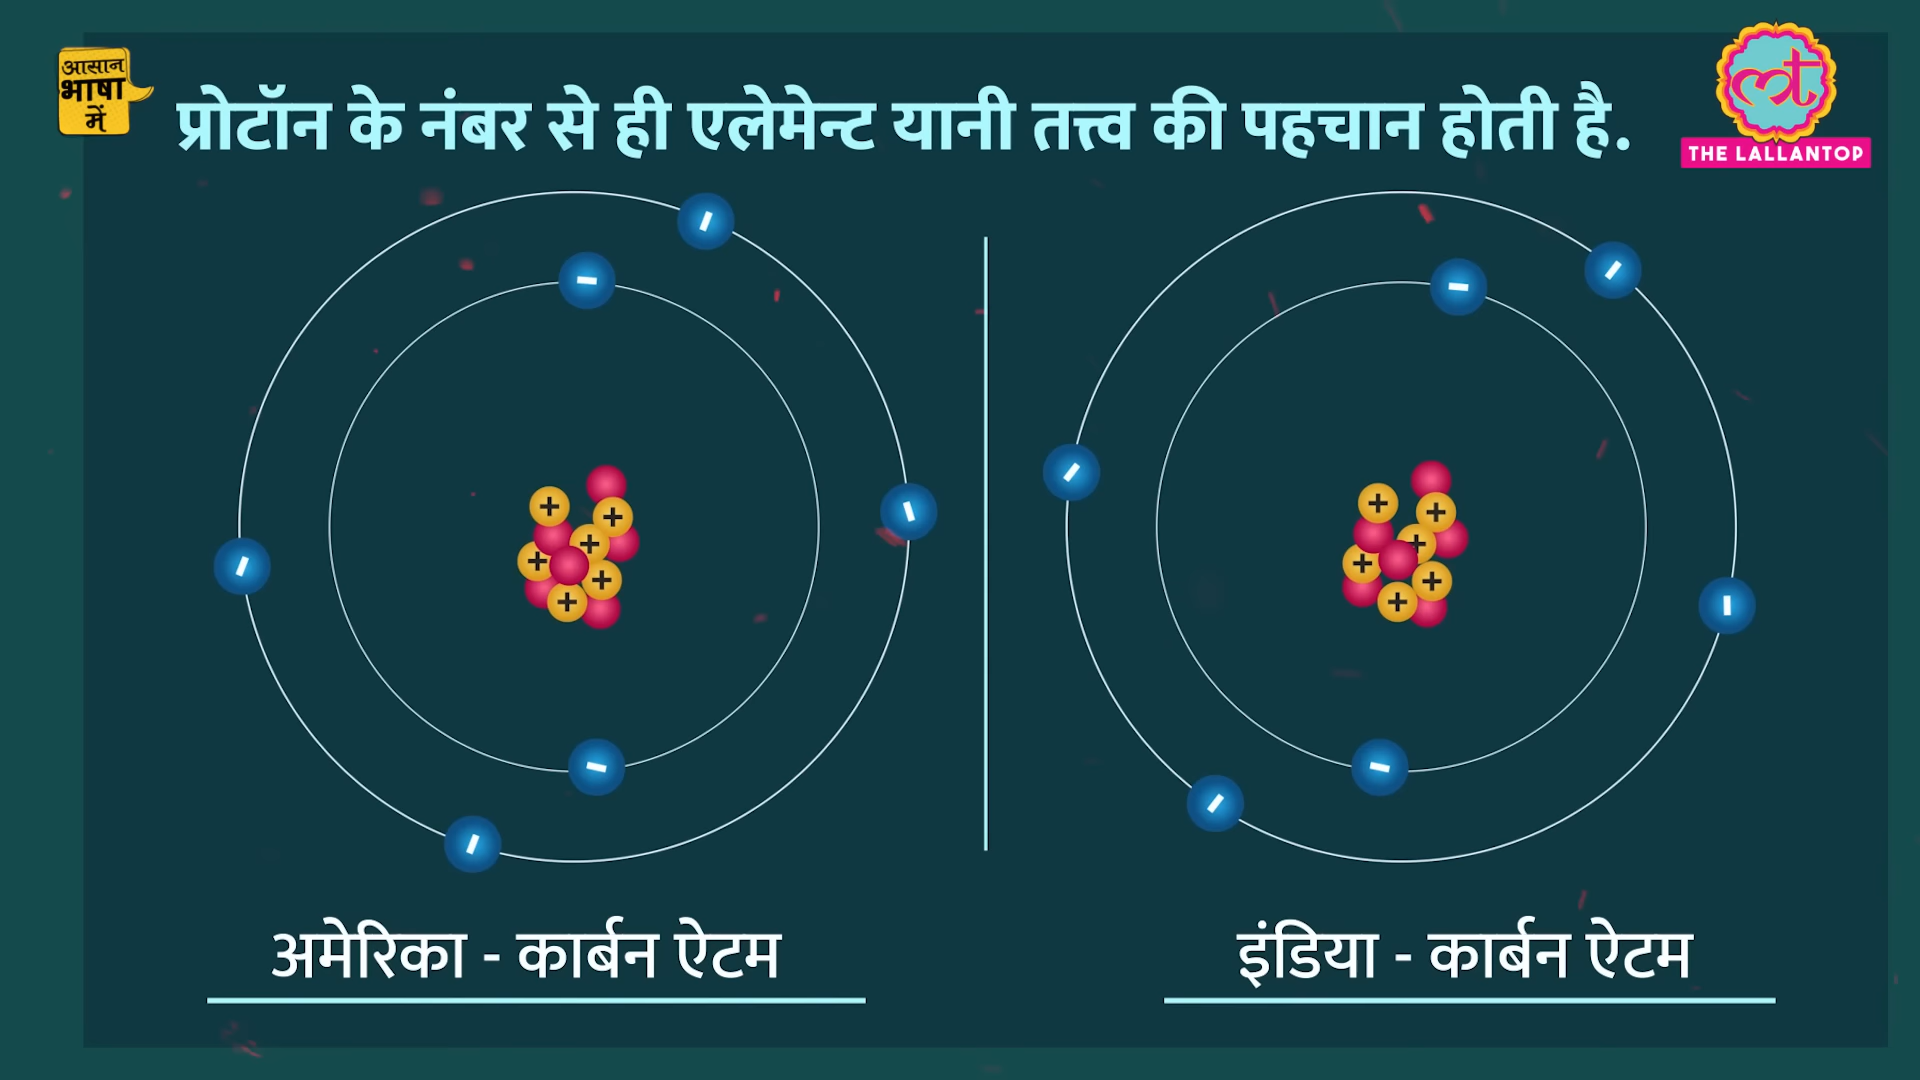 आसान
भाषा
में
प्रोटॉन के नंबर से ही एलेमेन्ट यानी तत्त्व की पहचान होती है.
THE LALLANTOP
अमेरिका - कार्बन ऐटम
इंडिया - कार्बन ऐटम